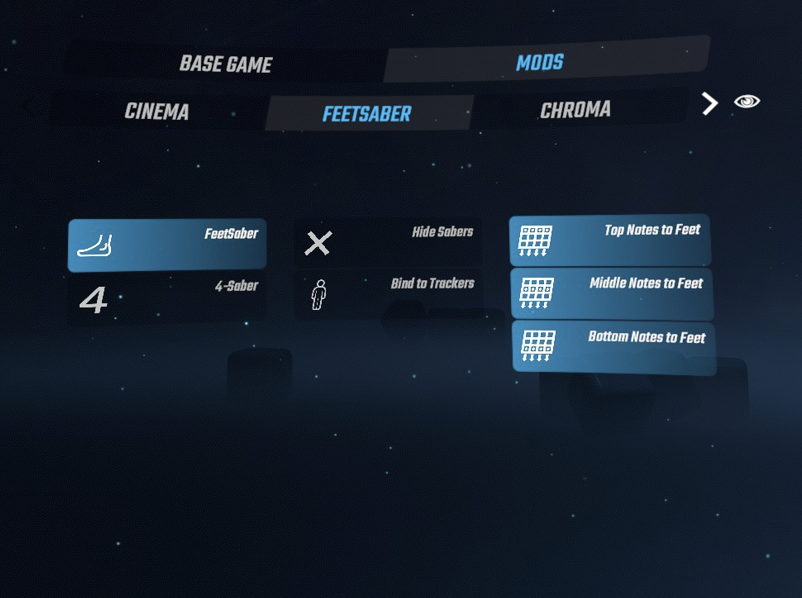 BASE GAME MODS
CINEMA FEETSABER CHROMA
FeetSaber
4-Saber
Hide Sabers
Bind to Trackers
Top Notes to Feet
Middle Notes to Feet
Bottom Notes to Feet